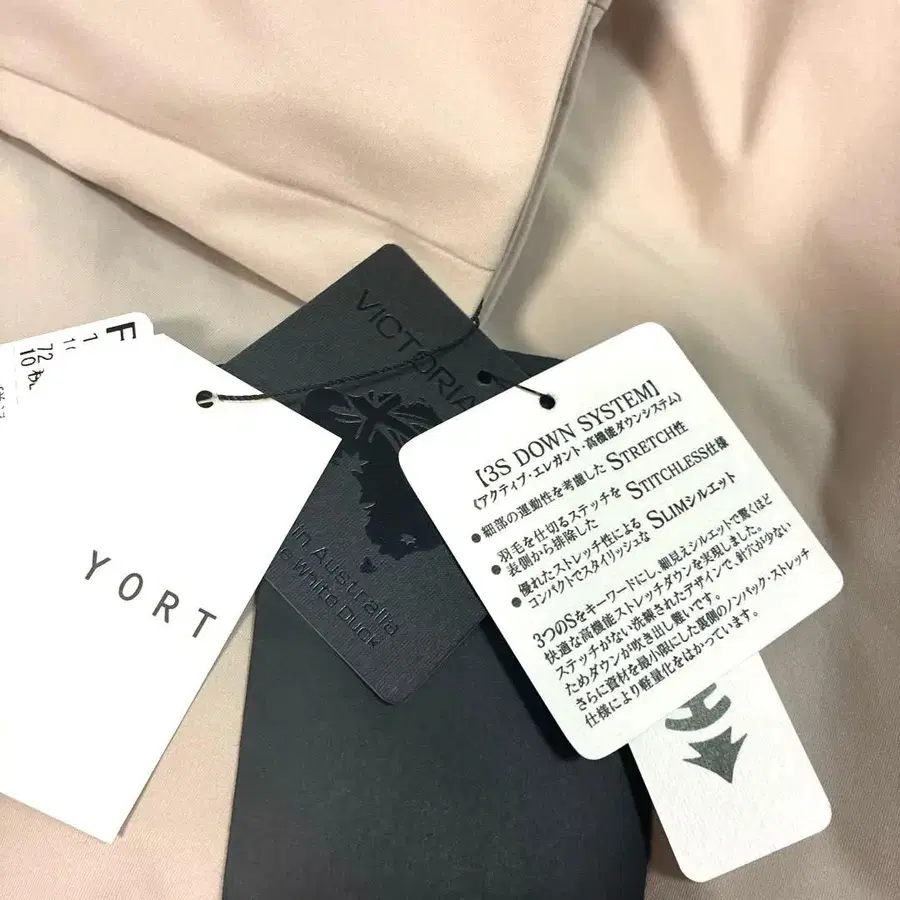 F
72
10
YORT
VICTORIA
in Australia
White Duck
【3S DOWN SYSTEM】
《アクティブ・エレガント・高機能ダウンシステム》
● 細部の運動性を考慮した STRETCH性
● 羽毛を仕切るステッチを STITCHLESS仕様
表側から排除した
● 優れたストレッチ性による SLIMシルエット
コンパクトでスタイリッシュな
3つのSをキーワードにし、細見えシルエットで驚くほど
快適な高機能ストレッチダウンを実現しました。
ステッチがない洗練されたデザインで、針穴が少ない
ためダウンが吹き出し難いです。
さらに資材を最小限にした裏側のノンパック・ストレッチ
仕様により軽量化をはかっています。